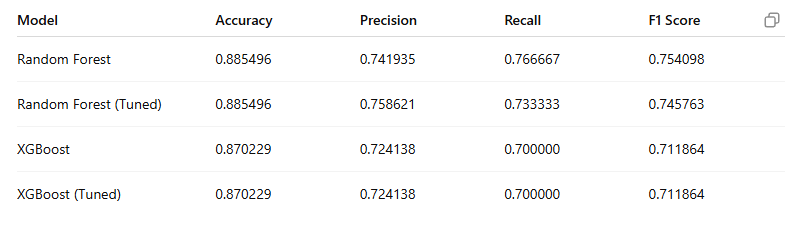 Model Accuracy Precision Recall F1 Score
Random Forest 0.885496 0.741935 0.766667 0.754098
Random Forest (Tuned) 0.885496 0.758621 0.733333 0.745763
XGBoost 0.870229 0.724138 0.700000 0.711864
XGBoost (Tuned) 0.870229 0.724138 0.700000 0.711864